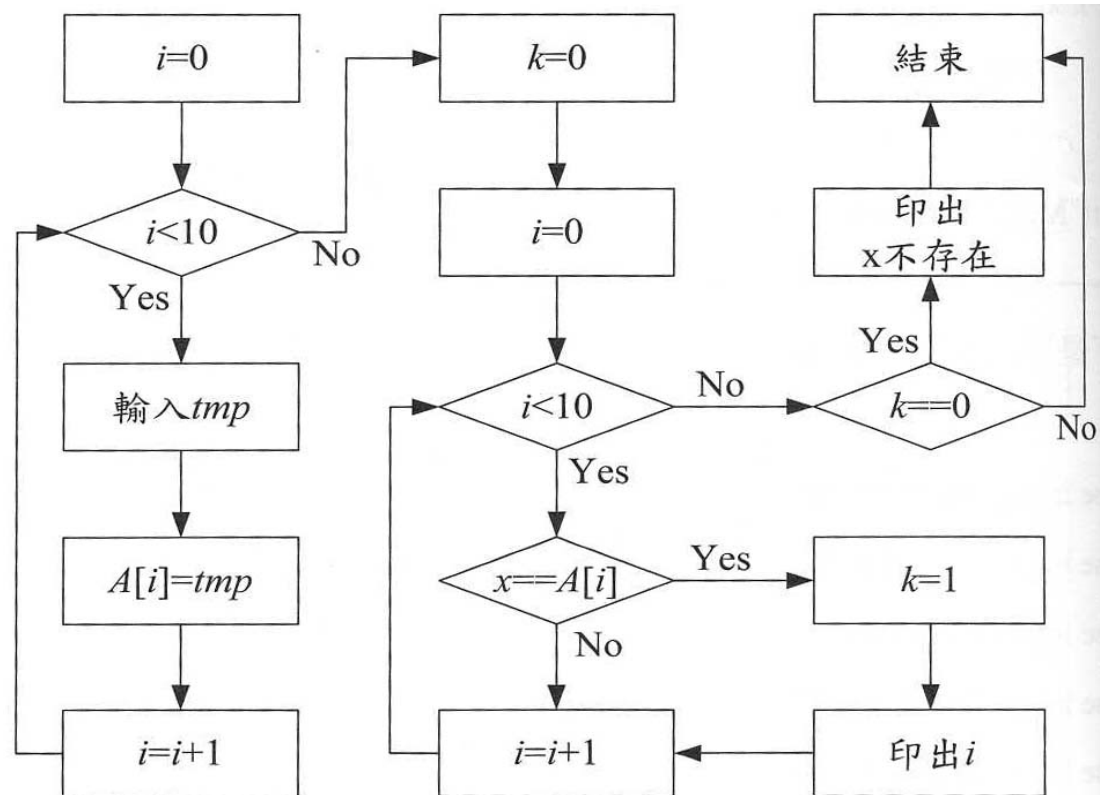 i=0
i<10
No
Yes
輸入tmp
A[i]=tmp
i=i+1
k=0
i=0
i<10
No
Yes
x==A[i]
Yes
No
i=i+1
結束
印出
x不存在
Yes
k==0
No
k=1
印出i